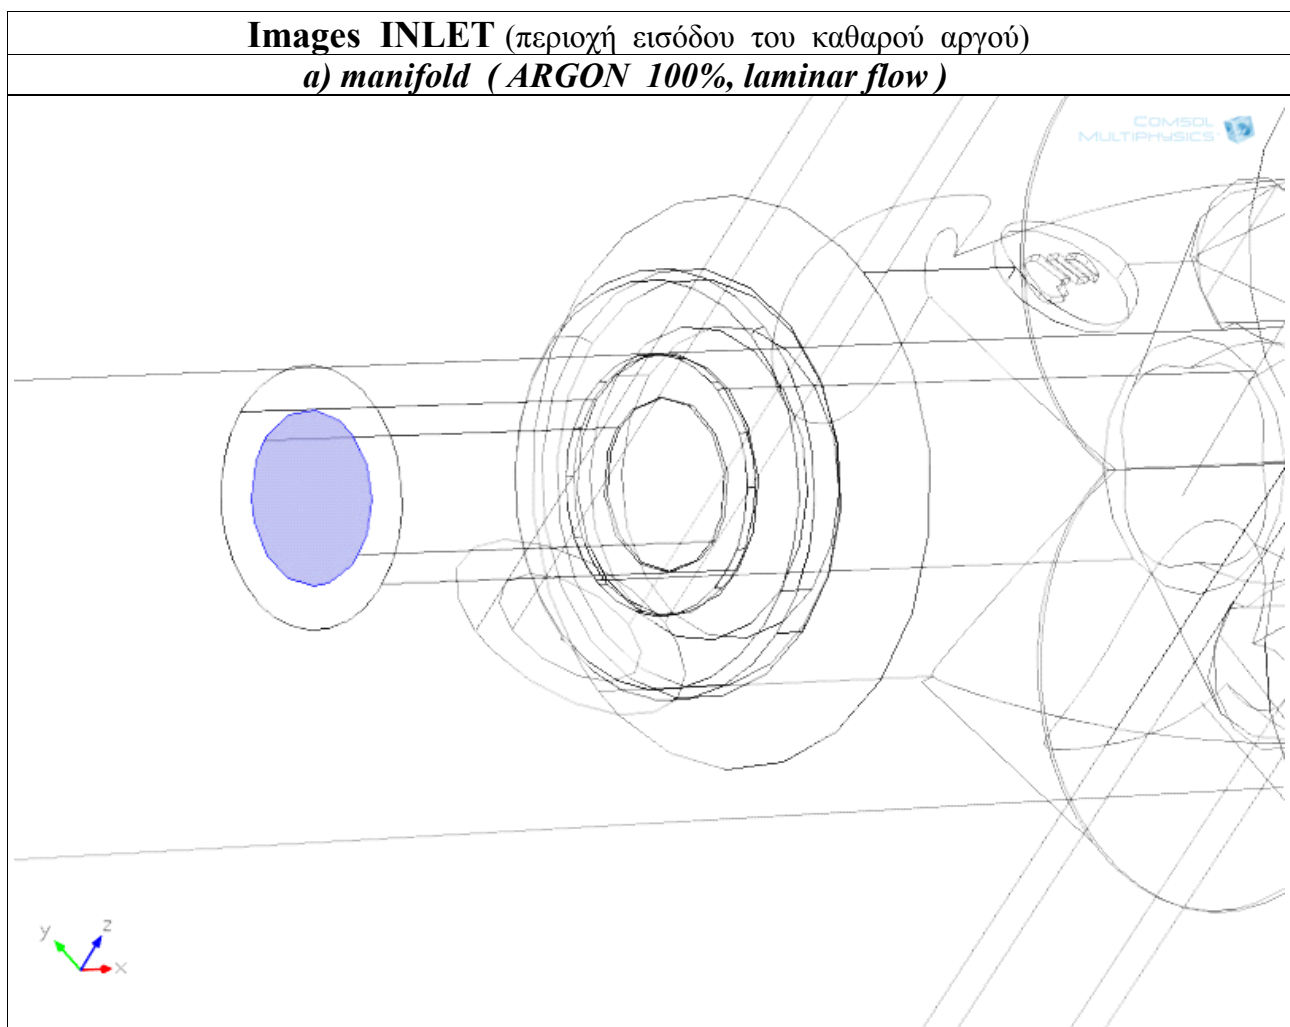 Images INLET (περιοχή εισόδου του καθαρού αργού)
a) manifold ( ARGON 100%, laminar flow )
COMSOL
MULTIPHYSICS
y
z
x